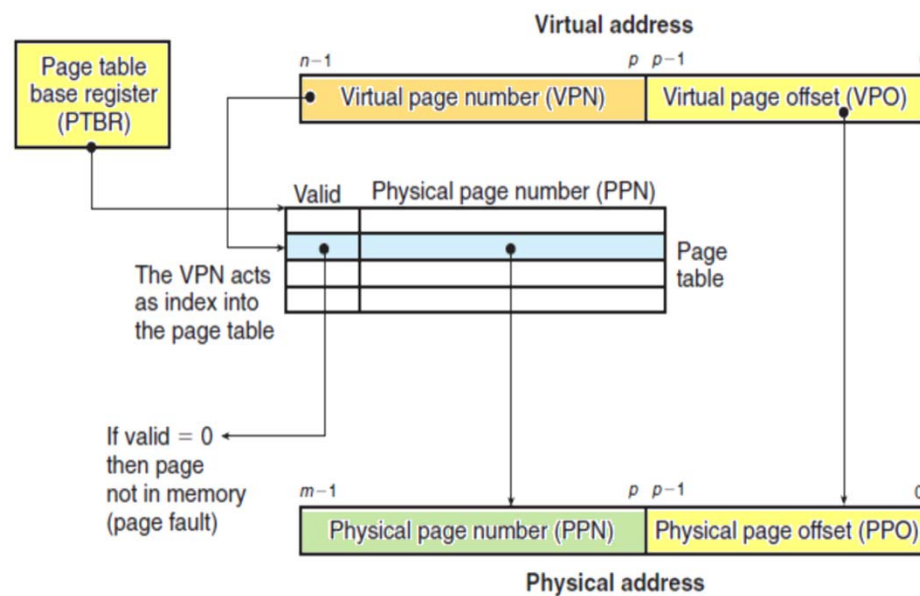 Virtual address
Page table
base register
(PTBR)
n−1
p
p−1
Virtual page number (VPN)
Virtual page offset (VPO)
Valid
Physical page number (PPN)
Page
table
The VPN acts
as index into
the page table
If valid = 0
then page
not in memory
(page fault)
m−1
p
p−1
Physical page number (PPN)
Physical page offset (PPO)
Physical address